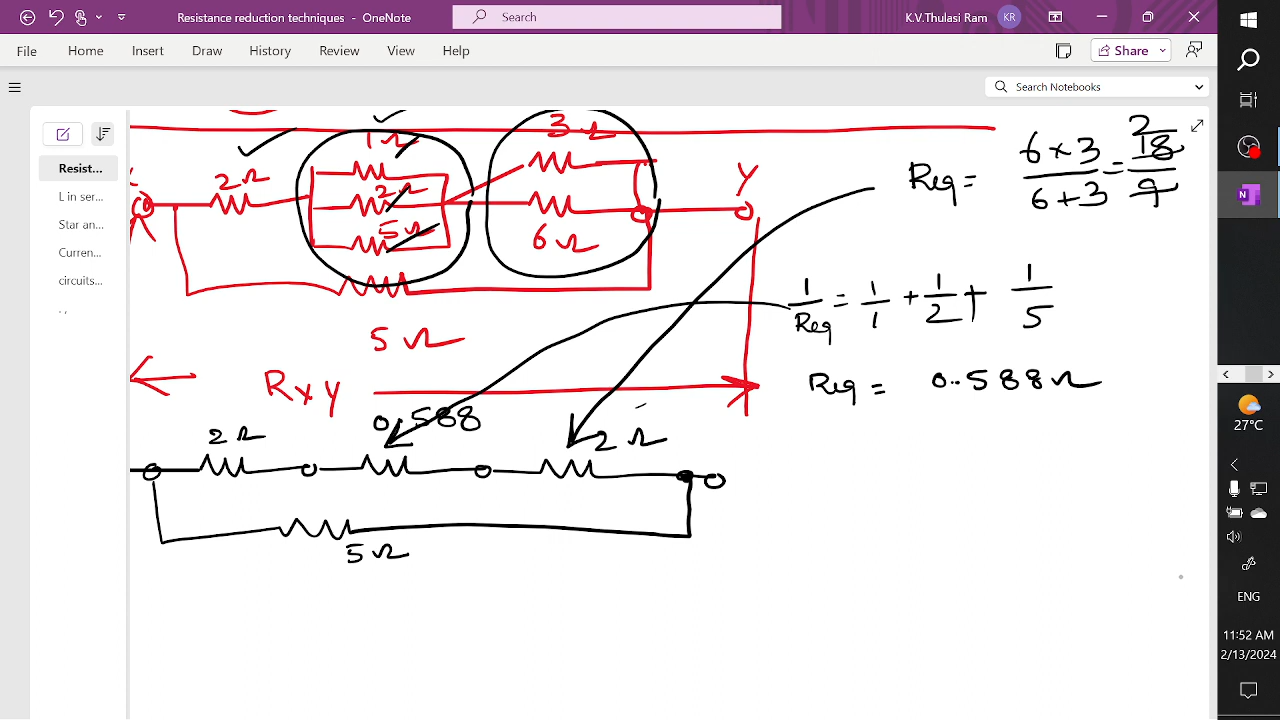 Resistance reduction techniques - OneNote
Search
K.V.Thulasi Ram
KR
File Home Insert Draw History Review View Help
Share
Search Notebooks
Resist...
L in ser...
Star an...
Curren...
circuits...
2Ω
1Ω
2Ω
5Ω
3Ω
6Ω
Y
5Ω
Rxy
Req = 6×3/6+3 = 18/9 2
1/Req = 1/1 + 1/2 + 1/5
Req = 0..588Ω
2Ω
0.588
2Ω
5Ω
27°C
ENG
11:52 AM
2/13/2024